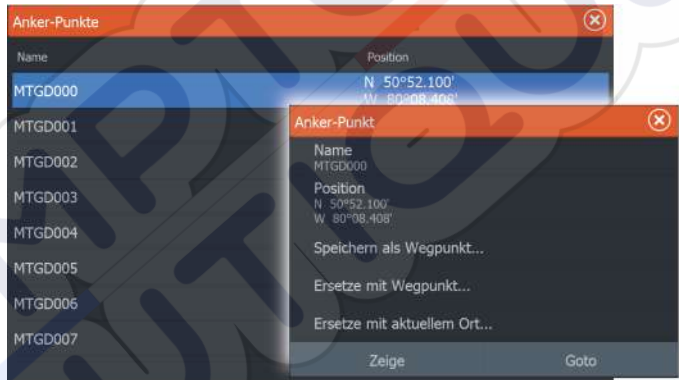 Anker-Punkte
Name Position
MTGD000 N 50°52.100'
W 80°08.408'
MTGD001
MTGD002
MTGD003
MTGD004
MTGD005
MTGD006
MTGD007
Anker-Punkt
Name
MTGD000
Position
N 50°52.100'
W 80°08.408'
Speichern als Wegpunkt...
Ersetze mit Wegpunkt...
Ersetze mit aktuellem Ort...
Zeige Goto